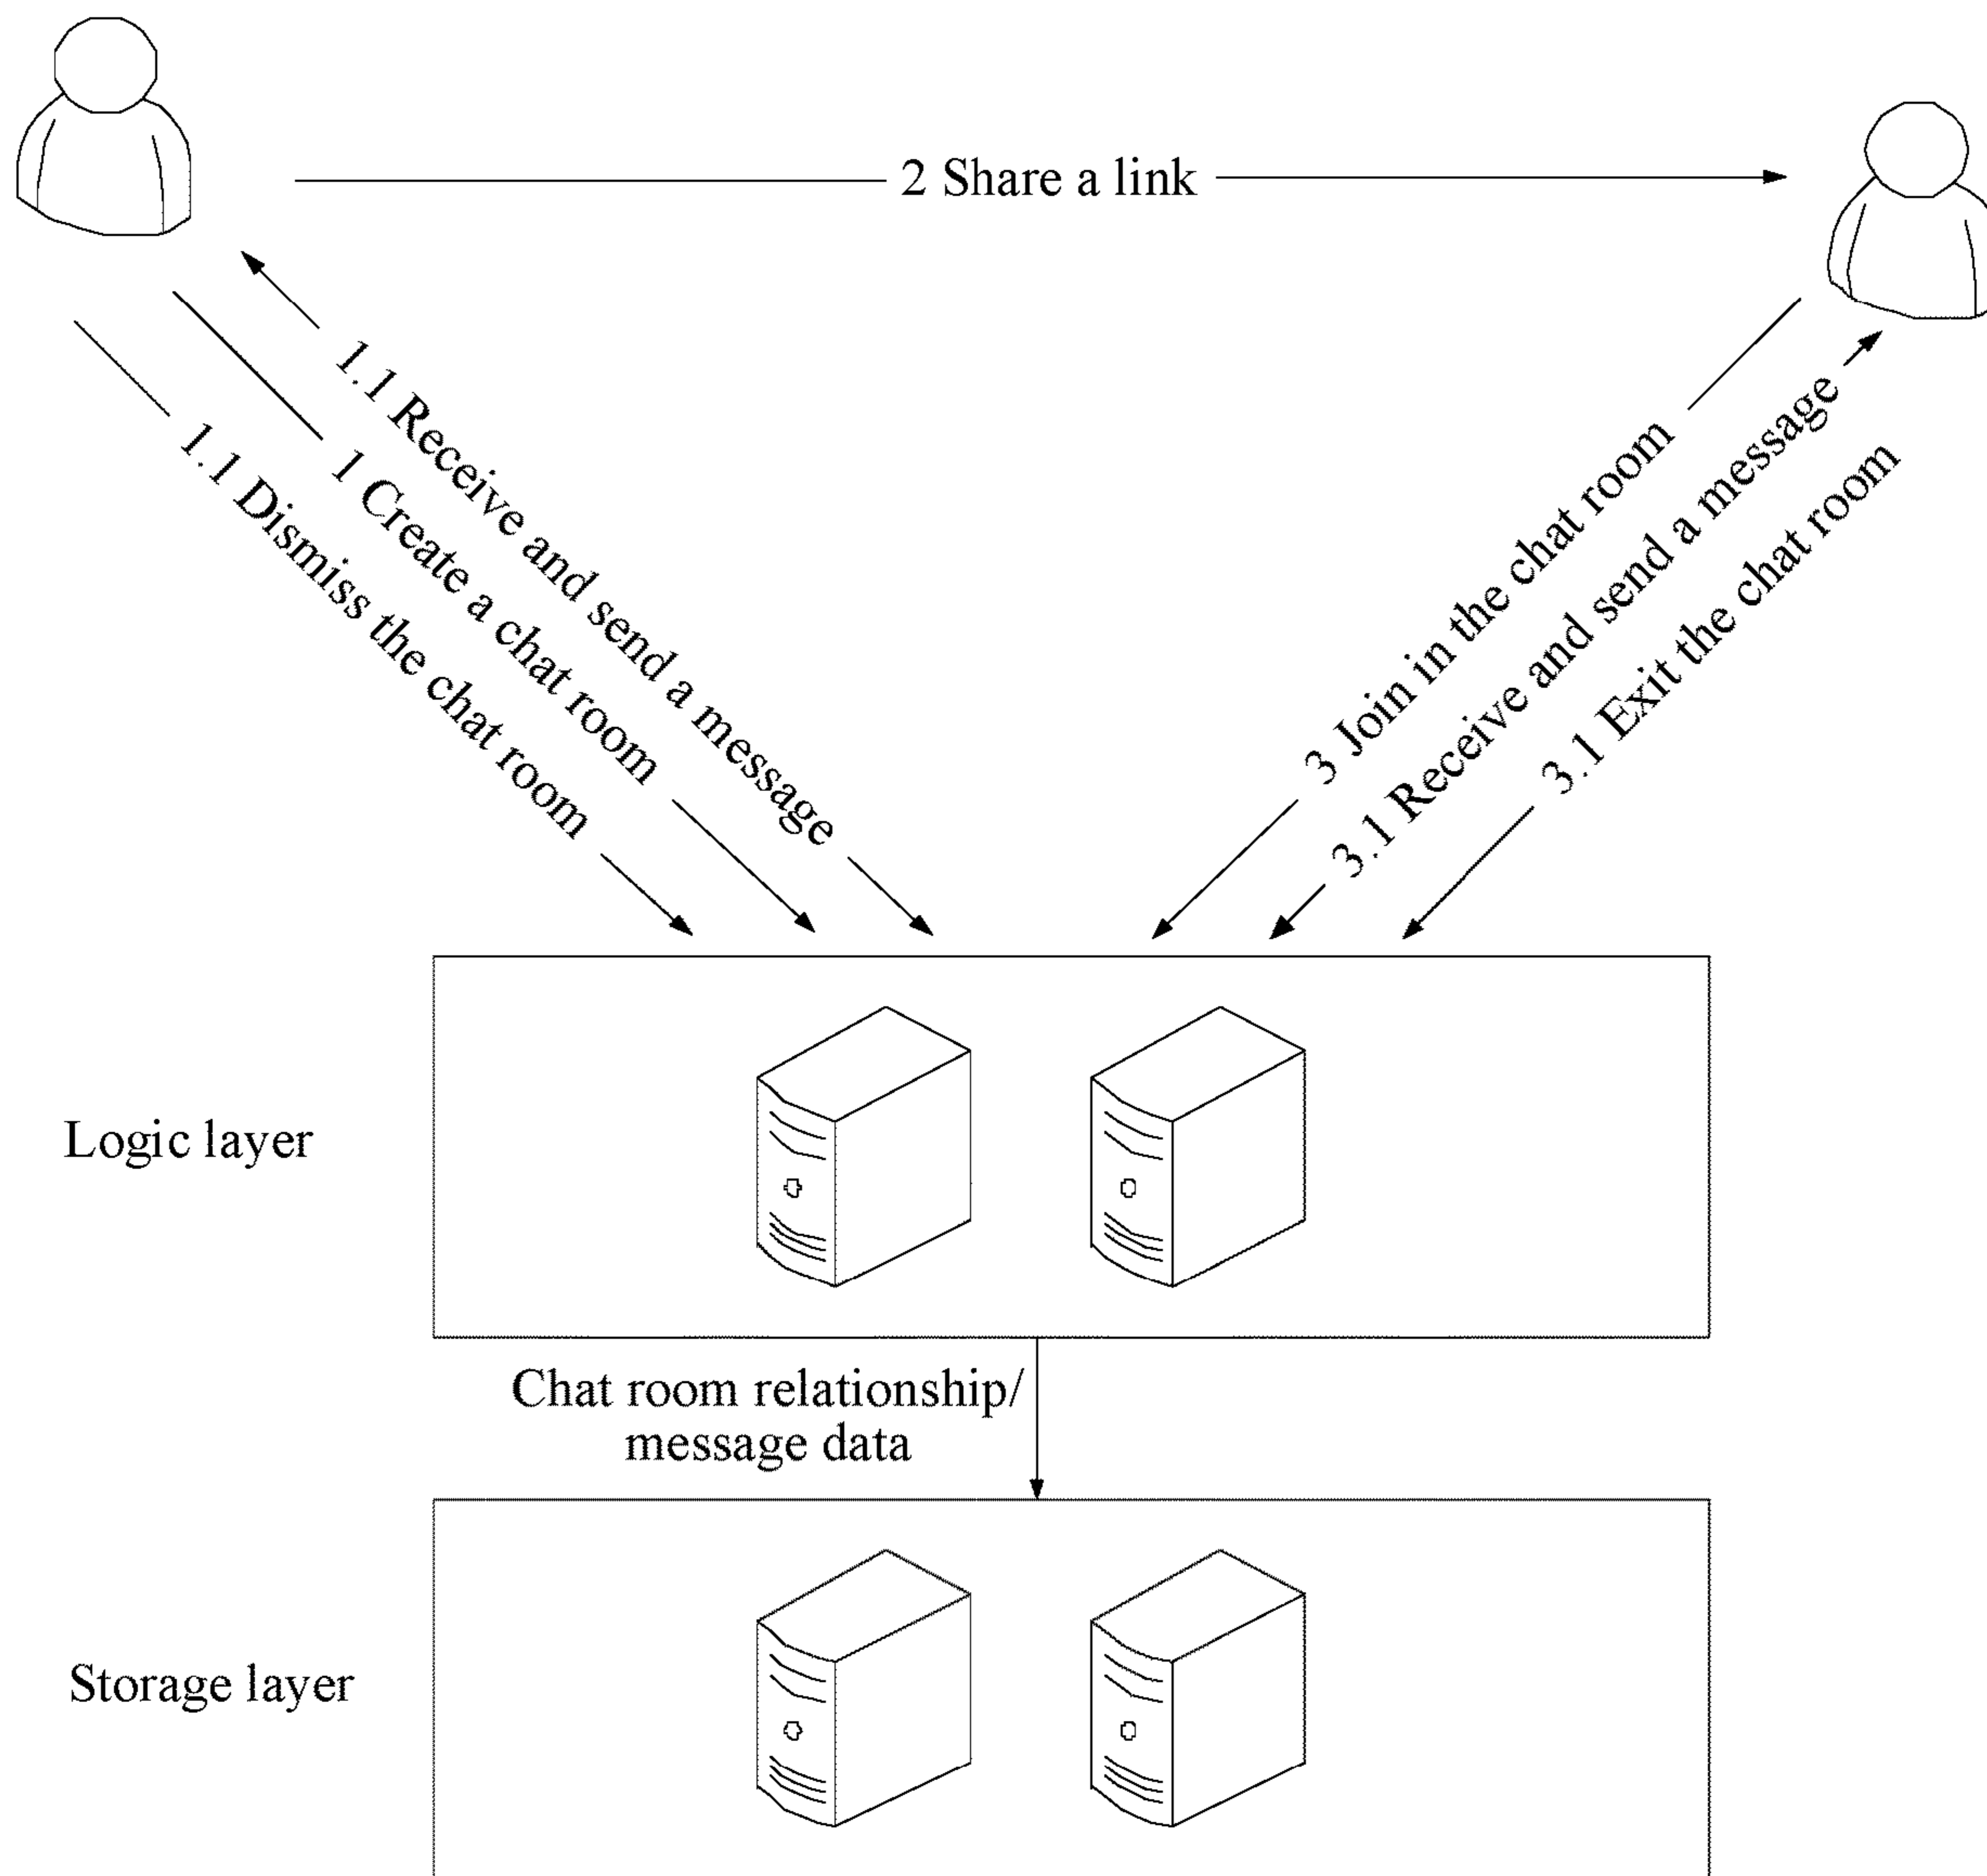 2 Share a link
1.1 Receive and send a message
1 Create a chat room
1.1 Dismiss the chat room
3 Join in the chat room
3.1 Receive and send a message
3.1 Exit the chat room
Logic layer
Chat room relationship/
message data
Storage layer